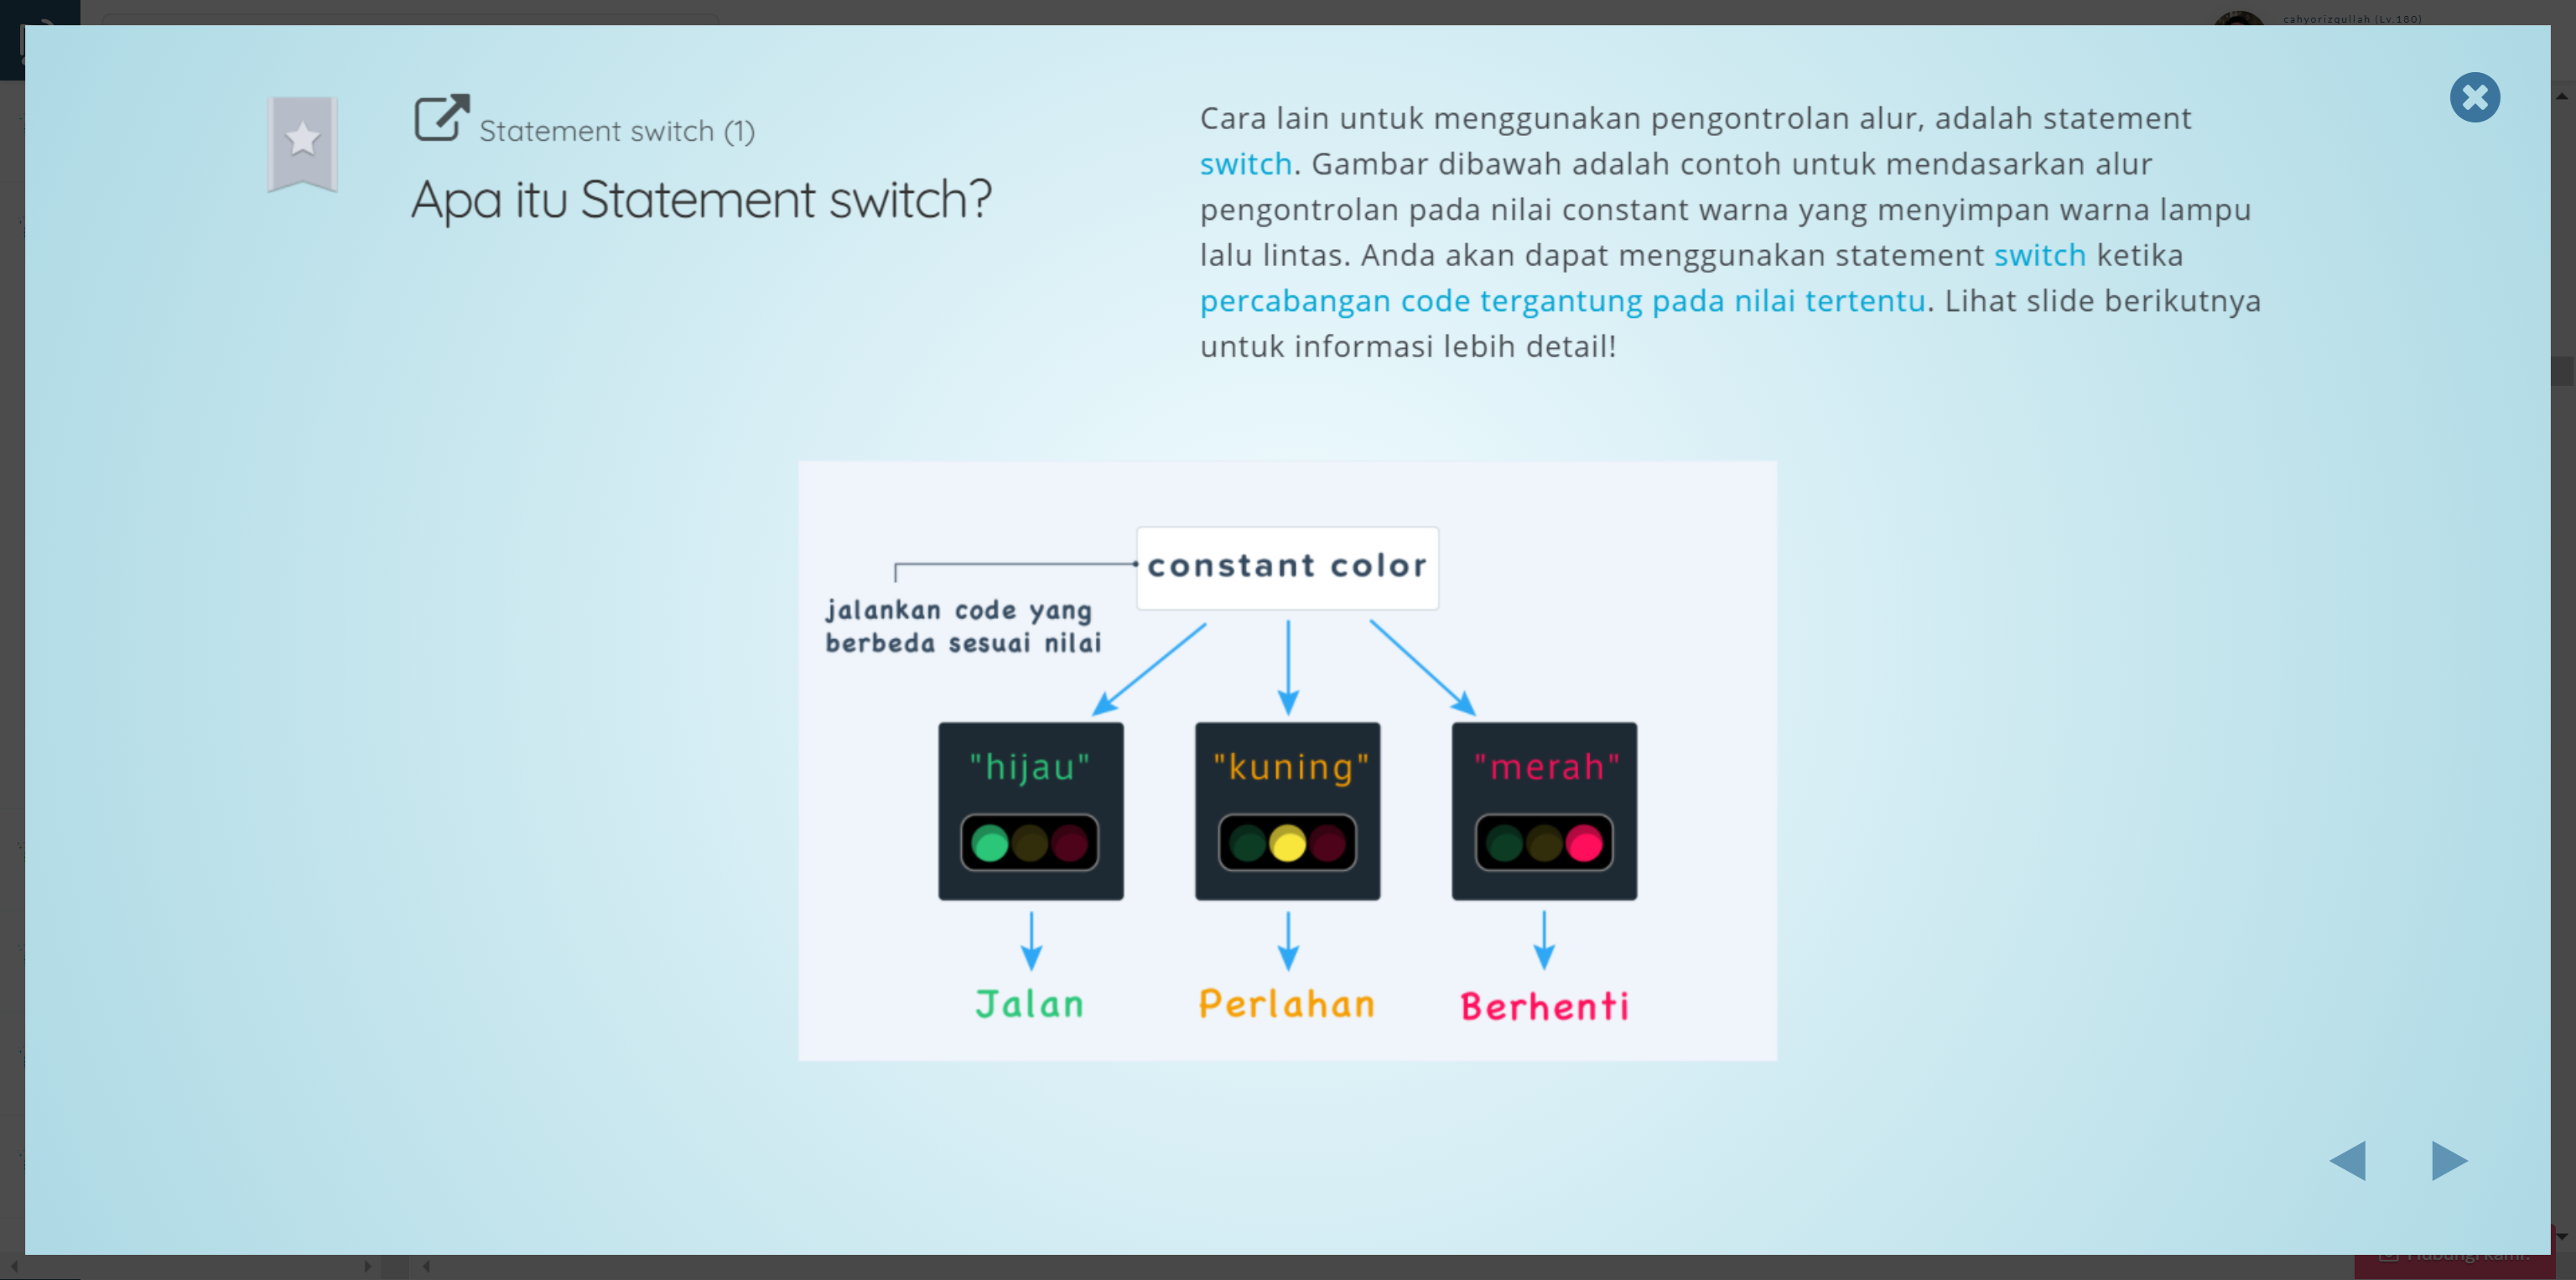 cahyorizqullah (Lv.180)
Statement switch (1)
Apa itu Statement switch?
Cara lain untuk menggunakan pengontrolan alur, adalah statement
switch. Gambar dibawah adalah contoh untuk mendasarkan alur
pengontrolan pada nilai constant warna yang menyimpan warna lampu
lalu lintas. Anda akan dapat menggunakan statement switch ketika
percabangan code tergantung pada nilai tertentu. Lihat slide berikutnya
untuk informasi lebih detail!
constant color
jalankan code yang
berbeda sesuai nilai
"hijau"
"kuning"
"merah"
Jalan
Perlahan
Berhenti
Hubungi kami!